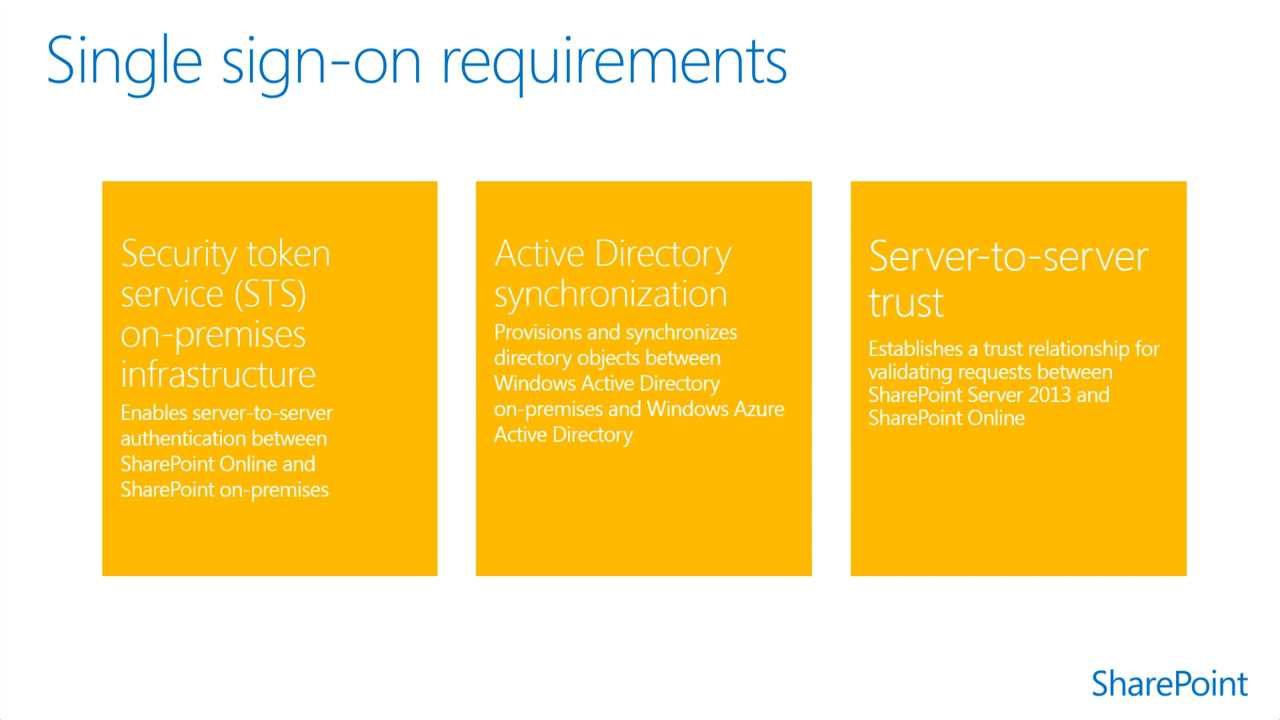 Single sign-on requirements
Security token
service (STS)
on-premises
infrastructure
Enables server-to-server
authentication between
SharePoint Online and
SharePoint on-premises
Active Directory
synchronization
Provisions and synchronizes
directory objects between
Windows Active Directory
on-premises and Windows Azure
Active Directory
Server-to-server
trust
Establishes a trust relationship for
validating requests between
SharePoint Server 2013 and
SharePoint Online
SharePoint